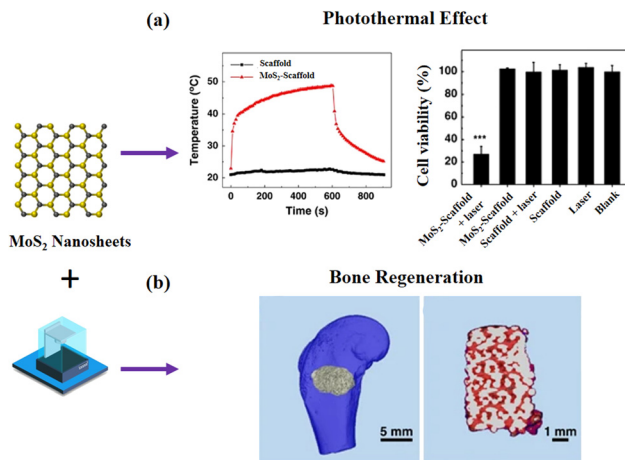 (a)
Photothermal Effect
Scaffold
MoS₂-Scaffold
Temperature (ºC)
50
40
30
20
0
200
400
600
800
Time (s)
Cell viability (%)
100
80
60
40
20
0
***
MoS₂-Scaffold
+ laser
MoS₂-Scaffold
Scaffold + laser
Scaffold
Laser
Blank
MoS₂ Nanosheets
+
(b)
Bone Regeneration
5 mm
1 mm